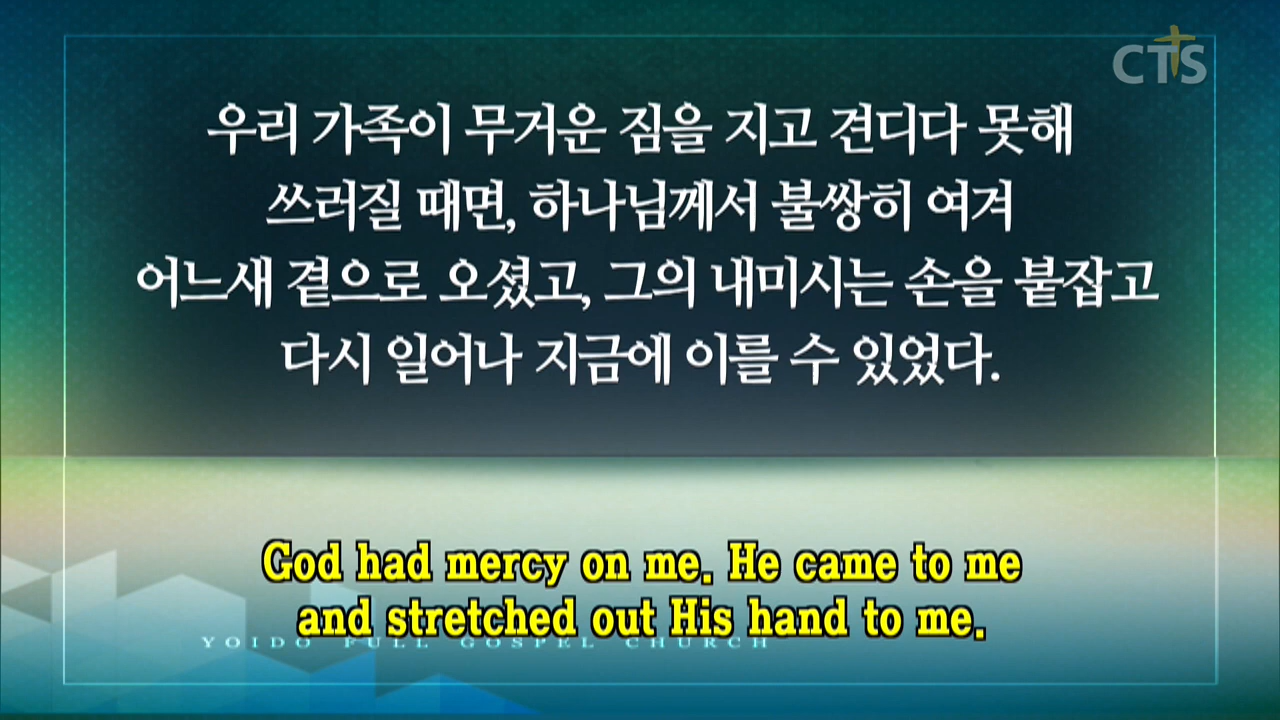 CTS
우리 가족이 무거운 짐을 지고 견디다 못해
쓰러질 때면, 하나님께서 불쌍히 여겨
어느새 곁으로 오셨고, 그의 내미시는 손을 붙잡고
다시 일어나 지금에 이를 수 있었다.
God had mercy on me. He came to me
and stretched out His hand to me.
YOIDO FULL GOSPEL CHURCH